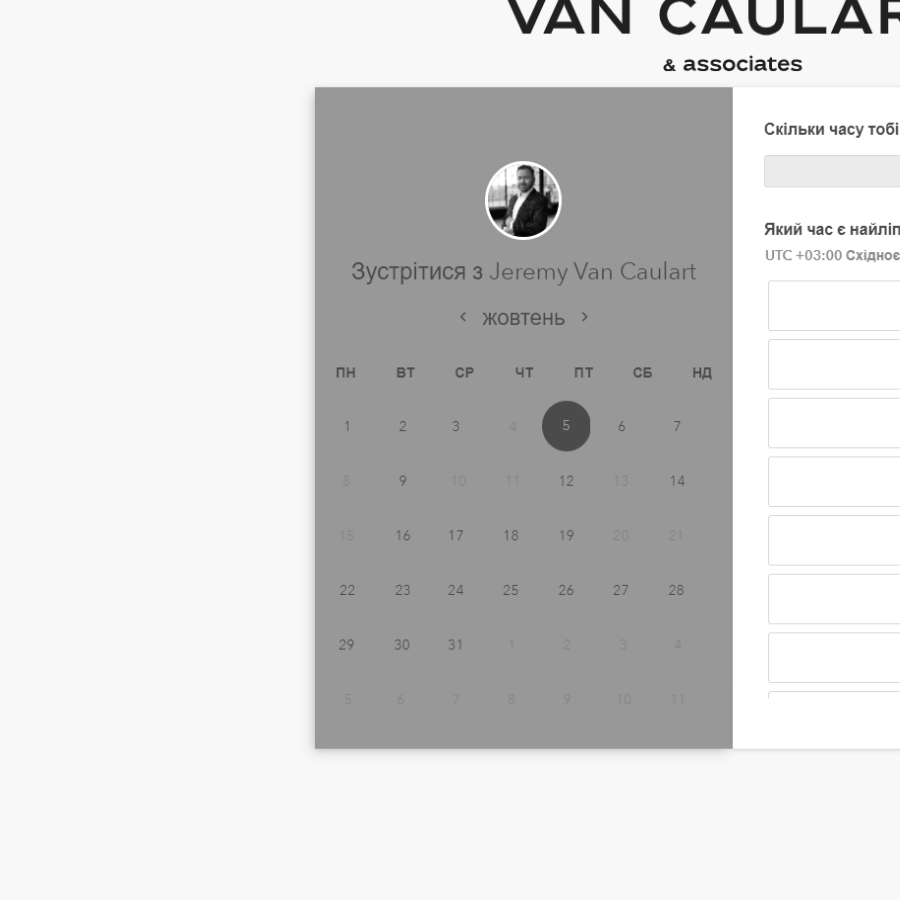 VAN CAULAR
& associates
Зустрітися з Jeremy Van Caulart
жовтень
ПН ВТ СР ЧТ ПТ СБ НД
1 2 3 4 5 6 7
8 9 10 11 12 13 14
15 16 17 18 19 20 21
22 23 24 25 26 27 28
29 30 31 1 2 3 4
5 6 7 8 9 10 11
Скільки часу тобі
Який час є найліп
UTC +03:00 Східноє